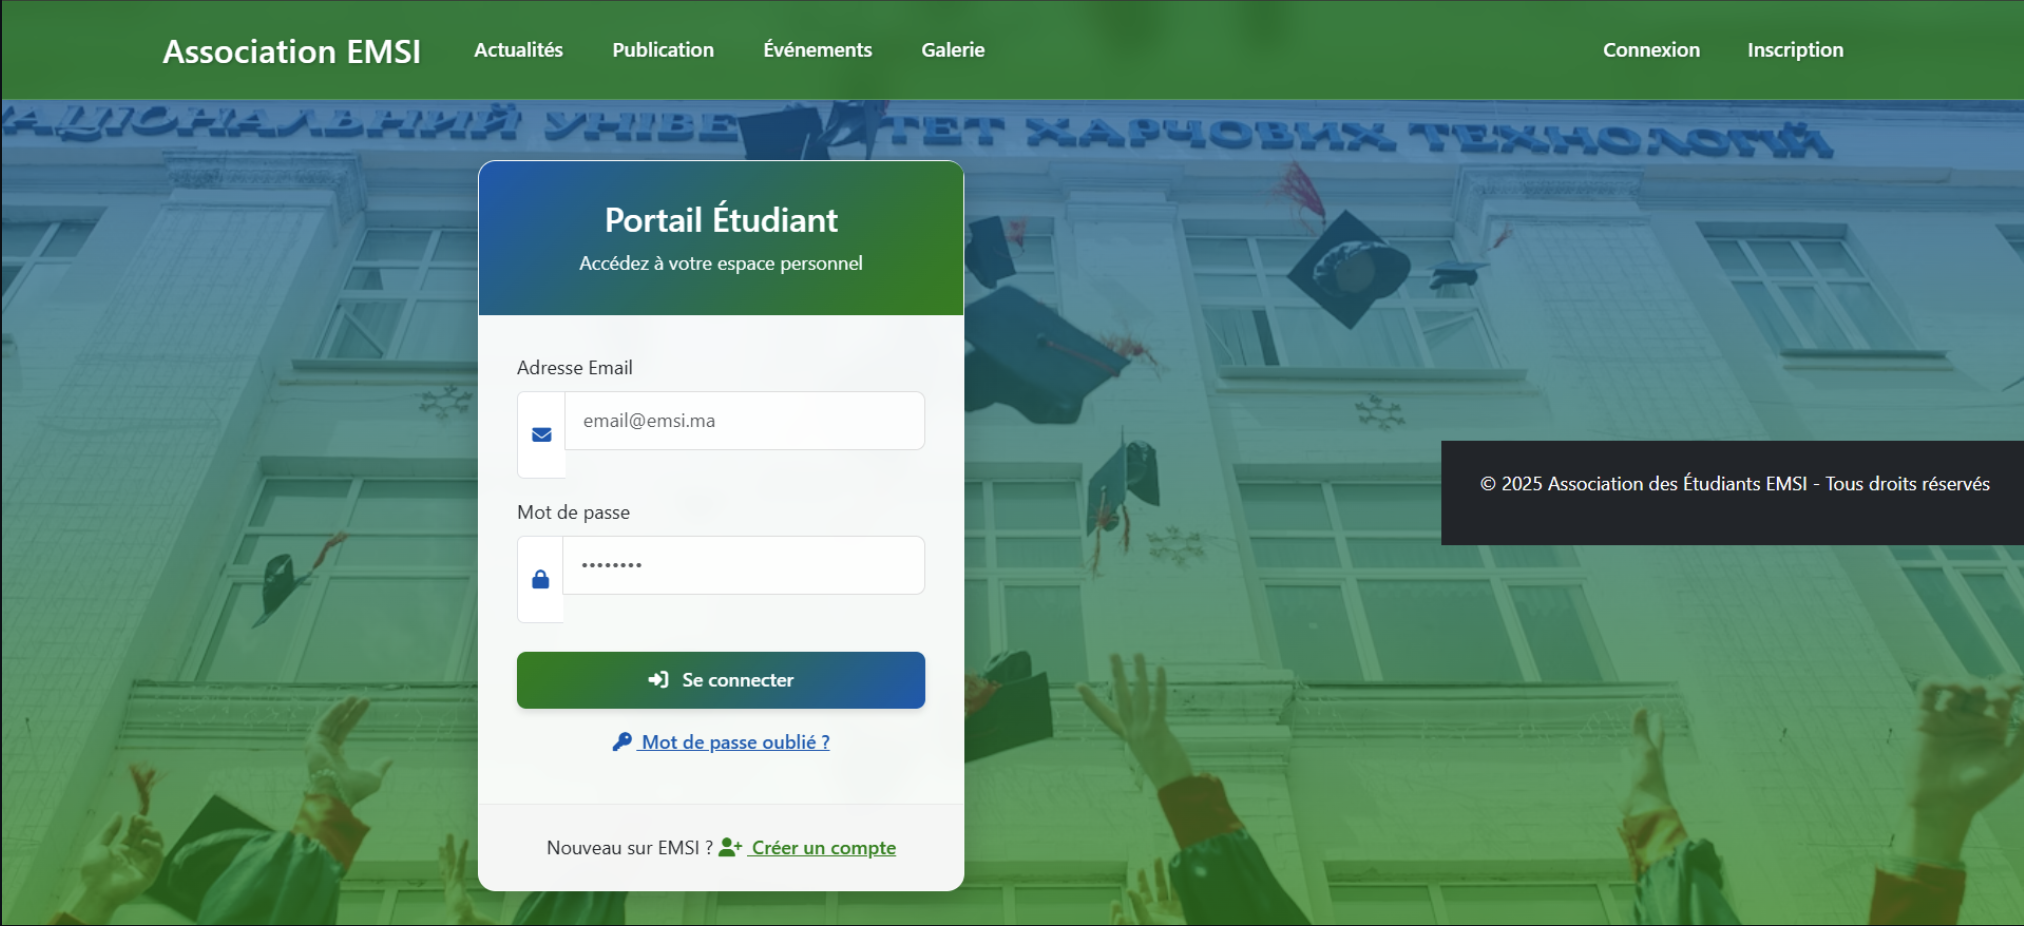 Association EMSI Actualités Publication Événements Galerie Connexion Inscription
НАЦІОНАЛЬНИЙ УНІВЕ ТЕТ ХАРЧОВИХ ТЕХНОЛОГІЙ
Portail Étudiant
Accédez à votre espace personnel
Adresse Email
email@emsi.ma
Mot de passe
••••••••
Se connecter
Mot de passe oublié ?
Nouveau sur EMSI ? Créer un compte
© 2025 Association des Étudiants EMSI - Tous droits réservés